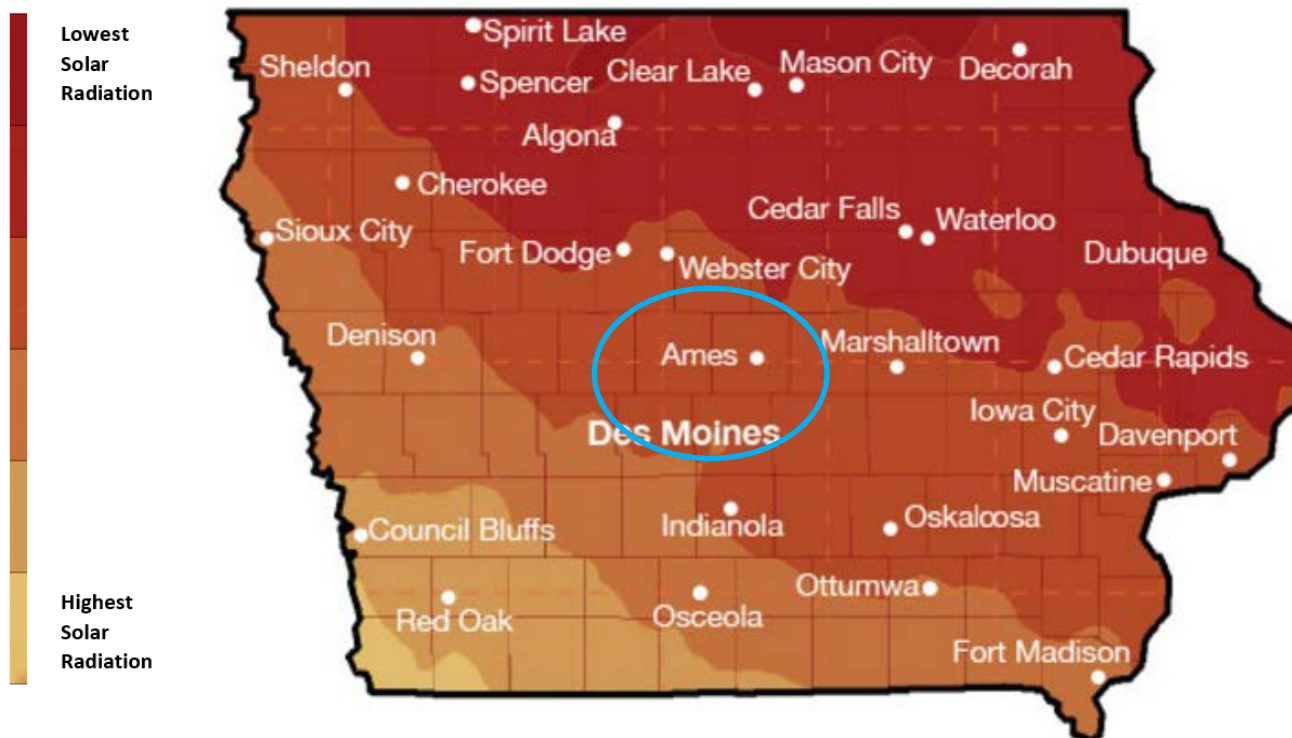 Lowest
Solar
Radiation
Spirit Lake
Sheldon
Spencer
Clear Lake
Mason City
Decorah
Algona
Cherokee
Sioux City
Cedar Falls
Waterloo
Fort Dodge
Webster City
Dubuque
Denison
Ames
Marshalltown
Cedar Rapids
Des Moines
Iowa City
Davenport
Muscatine
Council Bluffs
Indianola
Oskaloosa
Highest
Solar
Radiation
Red Oak
Osceola
Ottumwa
Fort Madison